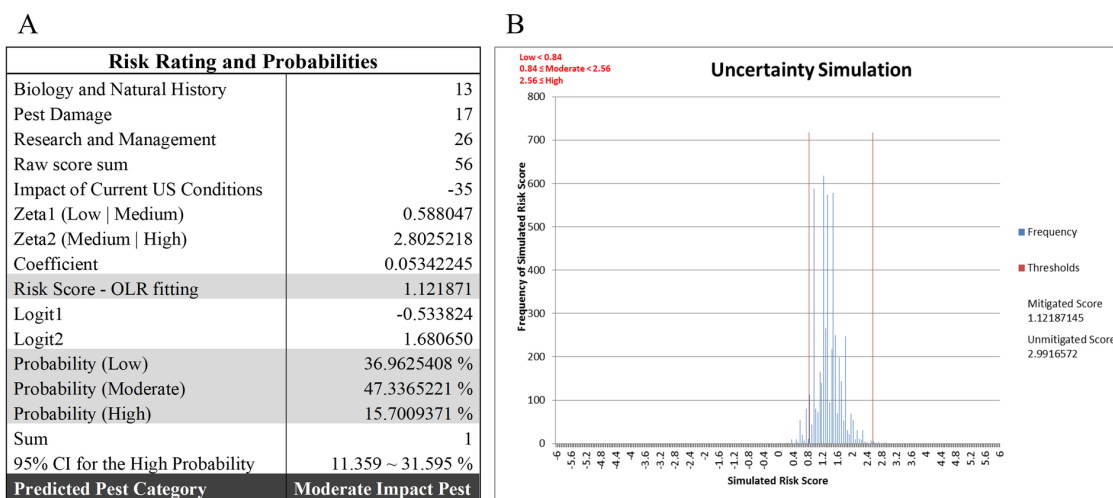 A
Risk Rating and Probabilities
Biology and Natural History 13
Pest Damage 17
Research and Management 26
Raw score sum 56
Impact of Current US Conditions -35
Zeta1 (Low | Medium) 0.588047
Zeta2 (Medium | High) 2.8025218
Coefficient 0.05342245
Risk Score - OLR fitting 1.121871
Logit1 -0.533824
Logit2 1.680650
Probability (Low) 36.9625408 %
Probability (Moderate) 47.3365221 %
Probability (High) 15.7009371 %
Sum 1
95% CI for the High Probability 11.359 ~ 31.595 %
Predicted Pest Category Moderate Impact Pest
B
Low < 0.84
0.84 ≤ Moderate < 2.56
2.56 ≤ High
Uncertainty Simulation
Frequency of Simulated Risk Score
800
700
600
500
400
300
200
100
0
-6 -5.6 -5.2 -4.8 -4.4 -4 -3.6 -3.2 -2.8 -2.4 -2 -1.6 -1.2 -0.8 -0.4 0 0.4 0.8 1.2 1.6 2 2.4 2.8 3.2 3.6 4 4.4 4.8 5.2 5.6 6
Simulated Risk Score
Frequency
Thresholds
Mitigated Score
1.12187145
Unmitigated Score
2.9916572